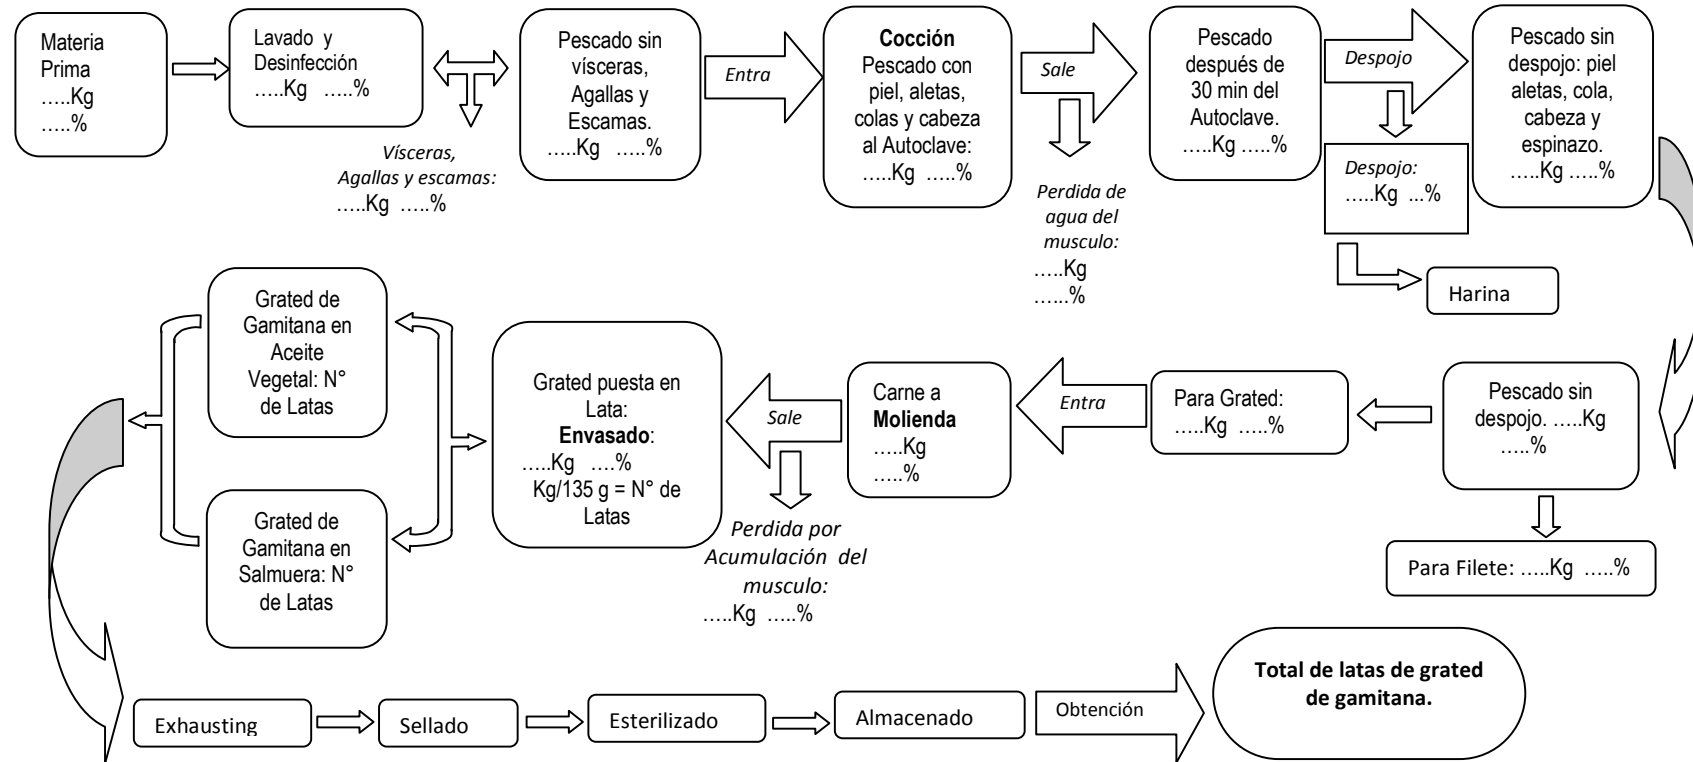 Materia
Prima
…..Kg
…..%
Lavado y
Desinfección
…..Kg …..%
Vísceras,
Agallas y escamas:
…..Kg …..%
Pescado sin
vísceras,
Agallas y
Escamas.
…..Kg …..%
Entra
Cocción
Pescado con
piel, aletas,
colas y cabeza
al Autoclave:
…..Kg …..%
Sale
Perdida de
agua del
musculo:
…..Kg
…...%
Pescado
después de
30 min del
Autoclave.
…..Kg …..%
Despojo
Despojo:
…..Kg ...%
Harina
Pescado sin
despojo: piel
aletas, cola,
cabeza y
espinazo.
…..Kg …..%
Pescado sin
despojo. …..Kg
…..%
Para Filete: …..Kg …..%
Para Grated:
…..Kg …..%
Entra
Carne a
Molienda
…..Kg
…..%
Sale
Perdida por
Acumulación del
musculo:
…..Kg …..%
Grated puesta en
Lata:
Envasado:
…..Kg ….%
Kg/135 g = N° de
Latas
Grated de
Gamitana en
Aceite
Vegetal: N°
de Latas
Grated de
Gamitana en
Salmuera: N°
de Latas
Exhausting
Sellado
Esterilizado
Almacenado
Obtención
Total de latas de grated
de gamitana.